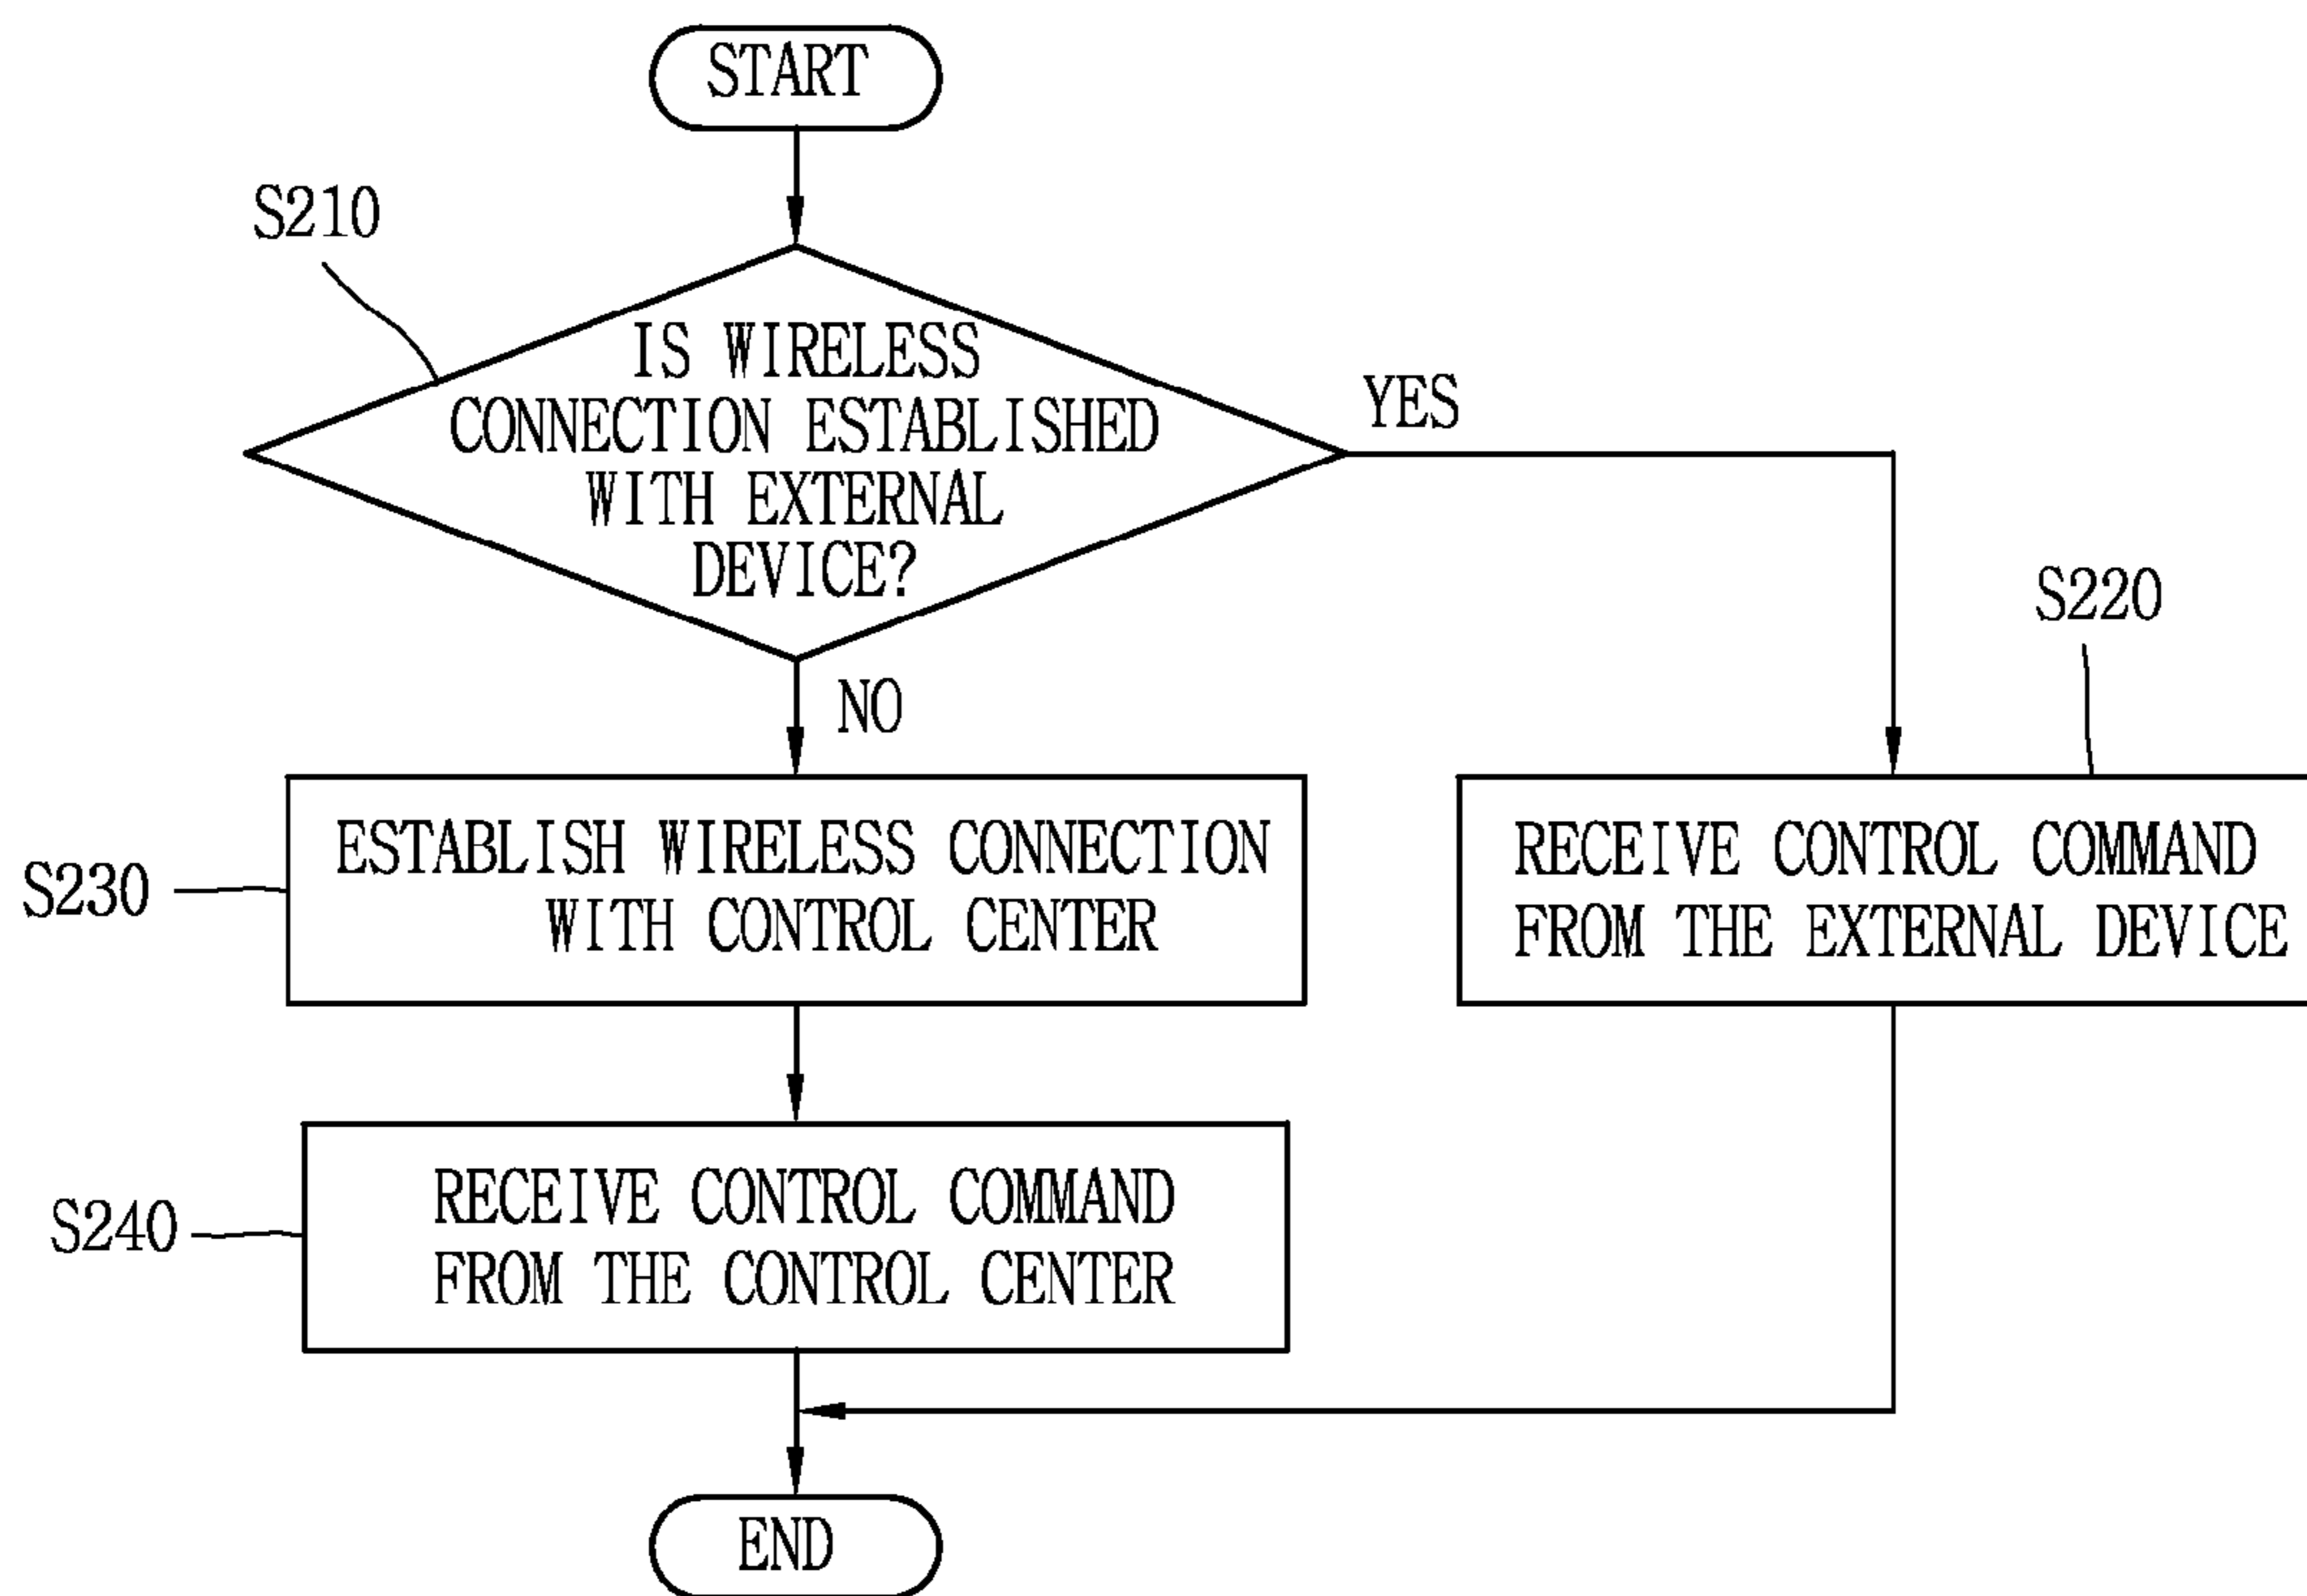 START
S210
IS WIRELESS
CONNECTION ESTABLISHED
WITH EXTERNAL
DEVICE?
YES
NO
S220
S230
ESTABLISH WIRELESS CONNECTION
WITH CONTROL CENTER
RECEIVE CONTROL COMMAND
FROM THE EXTERNAL DEVICE
S240
RECEIVE CONTROL COMMAND
FROM THE CONTROL CENTER
END